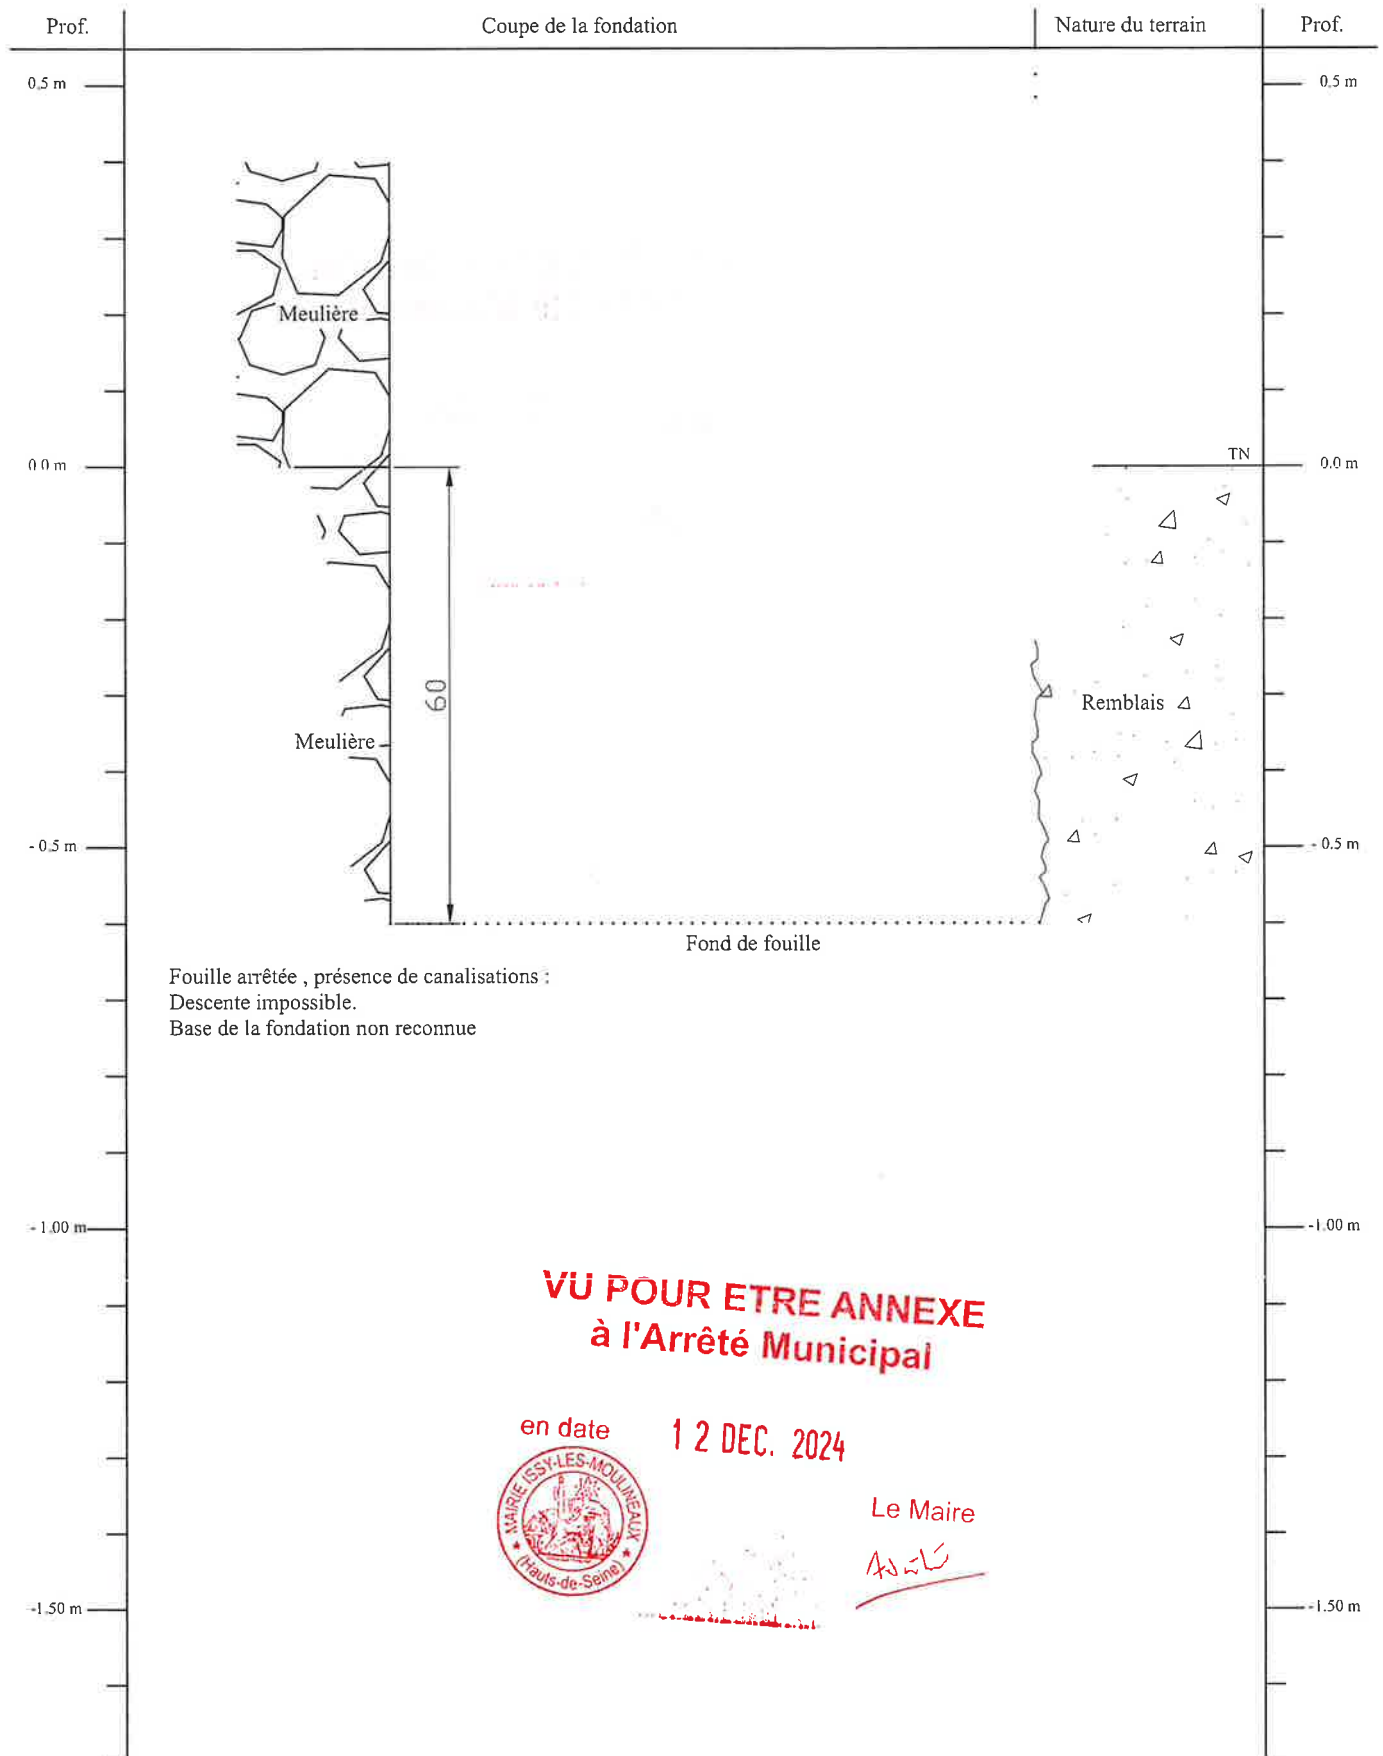 Prof.
Coupe de la fondation
Nature du terrain
Prof.
0,5 m
0,5 m
Meulière
0.0 m
TN
0.0 m
60
Remblais
Meulière
- 0.5 m
- 0.5 m
Fond de fouille
Fouille arrêtée , présence de canalisations :
Descente impossible.
Base de la fondation non reconnue
- 1.00 m
-1.00 m
VU POUR ETRE ANNEXE
à l'Arrêté Municipal
en date
1 2 DEC. 2024
MAIRIE ISSY-LES-MOULINEAUX
(Hauts-de-Seine)
Le Maire
-1.50 m
-1.50 m